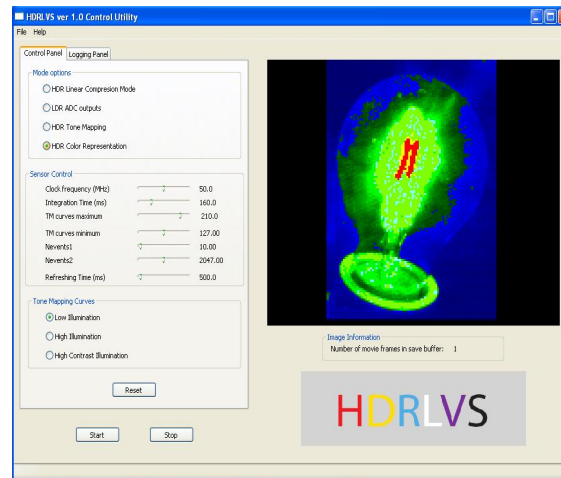 HDRLVS ver 1.0 Control Utility
File Help
Control Panel Logging Panel
Mode options
HDR Linear Compresion Mode
LDR ADC outputs
HDR Tone Mapping
HDR Color Representation
Sensor Control
Clock frequency (MHz) 50.0
Integration Time (ms) 160.0
TM curves maximum 210.0
TM curves minimum 127.00
Nevents1 10.00
Nevents2 2047.00
Refreshing Time (ms) 500.0
Tone Mapping Curves
Low Illumination
High Illumination
High Contrast Illumination
Reset
Start Stop
Image Information
Number of movie frames in save buffer: 1
HDRLVS